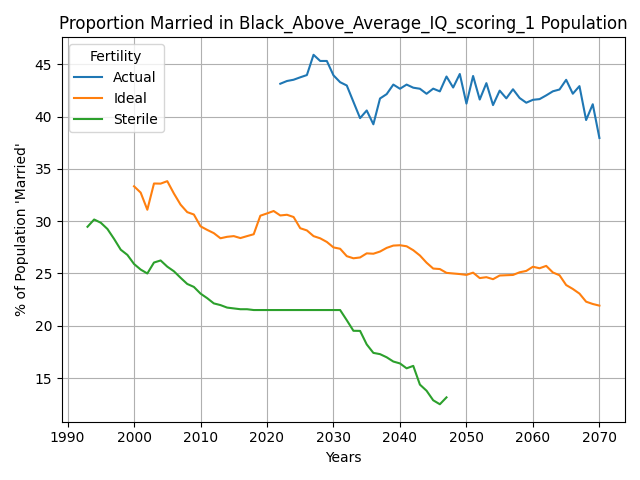 Proportion Married in Black_Above_Average_IQ_scoring_1 Population
Fertility
Actual
Ideal
Sterile
% of Population 'Married'
45
40
35
30
25
20
15
1990 2000 2010 2020 2030 2040 2050 2060 2070
Years